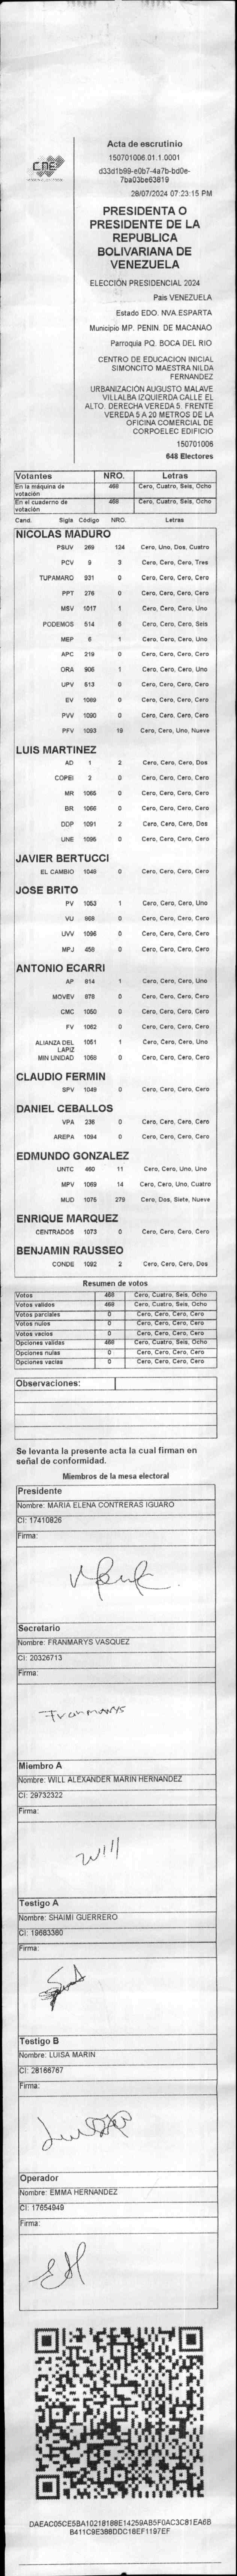 cne
Acta de escrutinio
150701006.01.1.0001
d33d1b99-e0b7-4a7b-bd0e-
7ba03be63819
28/07/2024 07:23:15 PM
PRESIDENTA O
PRESIDENTE DE LA
REPUBLICA
BOLIVARIANA DE
VENEZUELA
ELECCIÓN PRESIDENCIAL 2024
Pais VENEZUELA
Estado EDO. NVA.ESPARTA
Municipio MP. PENIN. DE MACANAO
Parroquia PQ. BOCA DEL RIO
CENTRO DE EDUCACION INICIAL
SIMONCITO MAESTRA NILDA
FERNANDEZ
URBANIZACIÓN AUGUSTO MALAVE
VILLALBA IZQUIERDA CALLE EL
ALTO. DERECHA VEREDA 5. FRENTE
VEREDA 5 A 20 METROS DE LA
OFICINA COMERCIAL DE
CORPOELEC EDIFICIO
150701006
648 Electores
Votantes NRO. Letras
En la máquina de votación 468 Cero, Cuatro, Seis, Ocho
En el cuaderno de votación 468 Cero, Cuatro, Seis, Ocho
Cand. Sigla Código NRO. Letras
NICOLAS MADURO
PSUV 269 124 Cero, Uno, Dos, Cuatro
PCV 9 3 Cero, Cero, Cero, Tres
TUPAMARO 931 0 Cero, Cero, Cero, Cero
PPT 276 0 Cero, Cero, Cero, Cero
MSV 1017 1 Cero, Cero, Cero, Uno
PODEMOS 514 6 Cero, Cero, Cero, Seis
MEP 6 1 Cero, Cero, Cero, Uno
APC 219 0 Cero, Cero, Cero, Cero
ORA 906 1 Cero, Cero, Cero, Uno
UPV 513 0 Cero, Cero, Cero, Cero
EV 1089 0 Cero, Cero, Cero, Cero
PVV 1090 0 Cero, Cero, Cero, Cero
PFV 1093 19 Cero, Cero, Uno, Nueve
LUIS MARTINEZ
AD 1 2 Cero, Cero, Cero, Dos
COPEI 2 0 Cero, Cero, Cero, Cero
MR 1065 0 Cero, Cero, Cero, Cero
BR 1066 0 Cero, Cero, Cero, Cero
DDP 1091 2 Cero, Cero, Cero, Dos
UNE 1095 0 Cero, Cero, Cero, Cero
JAVIER BERTUCCI
EL CAMBIO 1048 0 Cero, Cero, Cero, Cero
JOSE BRITO
PV 1053 1 Cero, Cero, Cero, Uno
VU 868 0 Cero, Cero, Cero, Cero
UVV 1096 0 Cero, Cero, Cero, Cero
MPJ 458 0 Cero, Cero, Cero, Cero
ANTONIO ECARRI
AP 814 1 Cero, Cero, Cero, Uno
MOVEV 878 0 Cero, Cero, Cero, Cero
CMC 1050 0 Cero, Cero, Cero, Cero
FV 1062 0 Cero, Cero, Cero, Cero
ALIANZA DEL LAPIZ 1051 1 Cero, Cero, Cero, Uno
MIN UNIDAD 1058 0 Cero, Cero, Cero, Cero
CLAUDIO FERMIN
SPV 1049 0 Cero, Cero, Cero, Cero
DANIEL CEBALLOS
VPA 236 0 Cero, Cero, Cero, Cero
AREPA 1084 0 Cero, Cero, Cero, Cero
EDMUNDO GONZALEZ
UNTC 460 11 Cero, Cero, Uno, Uno
MPV 1069 14 Cero, Cero, Uno, Cuatro
MUD 1075 279 Cero, Dos, Siete, Nueve
ENRIQUE MARQUEZ
CENTRADOS 1073 0 Cero, Cero, Cero, Cero
BENJAMIN RAUSSEO
CONDE 1092 2 Cero, Cero, Cero, Dos
Resumen de votos
Votos 468 Cero, Cuatro, Seis, Ocho
Votos validos 468 Cero, Cuatro, Seis, Ocho
Votos parciales 0 Cero, Cero, Cero, Cero
Votos nulos 0 Cero, Cero, Cero, Cero
Votos vacios 0 Cero, Cero, Cero, Cero
Opciones validas 468 Cero, Cuatro, Seis, Ocho
Opciones nulas 0 Cero, Cero, Cero, Cero
Opciones vacias 0 Cero, Cero, Cero, Cero
Observaciones:
Se levanta la presente acta la cual firman en
señal de conformidad.
Miembros de la mesa electoral
Presidente
Nombre: MARIA ELENA CONTRERAS IGUARO
CI: 17410826
Firma:
Secretario
Nombre: FRANMARYS VASQUEZ
CI: 20326713
Firma:
Franmarys
Miembro A
Nombre: WILL ALEXANDER MARIN HERNANDEZ
CI: 29732322
Firma:
Will
Testigo A
Nombre: SHAIMI GUERRERO
CI: 19683360
Firma:
Testigo B
Nombre: LUISA MARIN
CI: 28166767
Firma:
Operador
Nombre: EMMA HERNANDEZ
CI: 17654949
Firma:
EH
DAEAC05CE5BA10218188E14259AB5F0AC3C81EA6B
B411C9E388DDC18EF1197EF